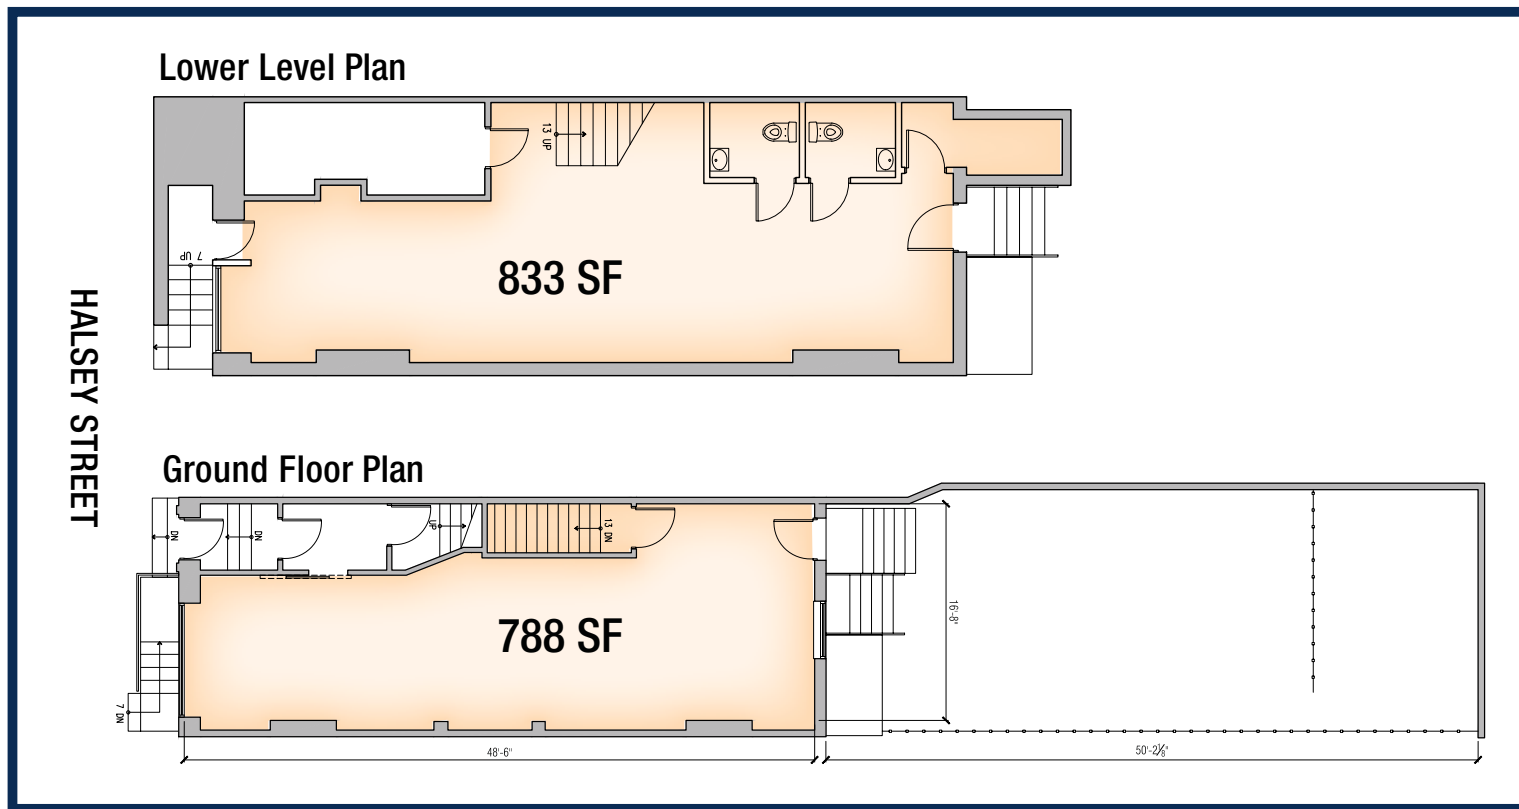 Lower Level Plan
13 UP
7 UP
833 SF
HALSEY STREET
Ground Floor Plan
DN
DN
UP
13 DN
16'-8"
788 SF
7 DN
48'-6"
50'-2⅛"